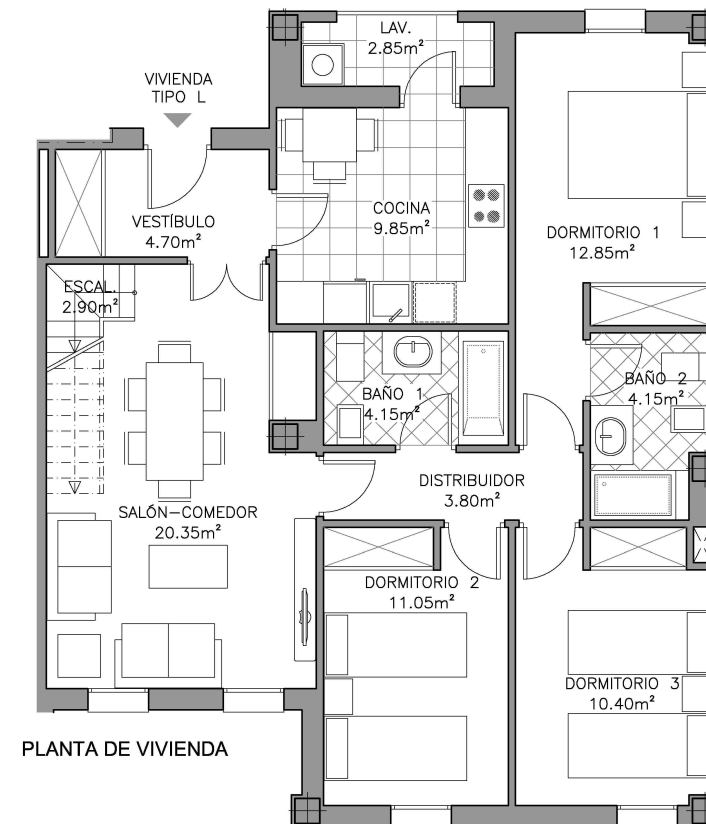 LAV.
2.85m²
VIVIENDA
TIPO L
VESTÍBULO
4.70m²
COCINA
9.85m²
DORMITORIO 1
12.85m²
ESCAL.
2.90m²
BAÑO 1
4.15m²
BAÑO 2
4.15m²
DISTRIBUIDOR
3.80m²
SALÓN-COMEDOR
20.35m²
DORMITORIO 2
11.05m²
DORMITORIO 3
10.40m²
PLANTA DE VIVIENDA